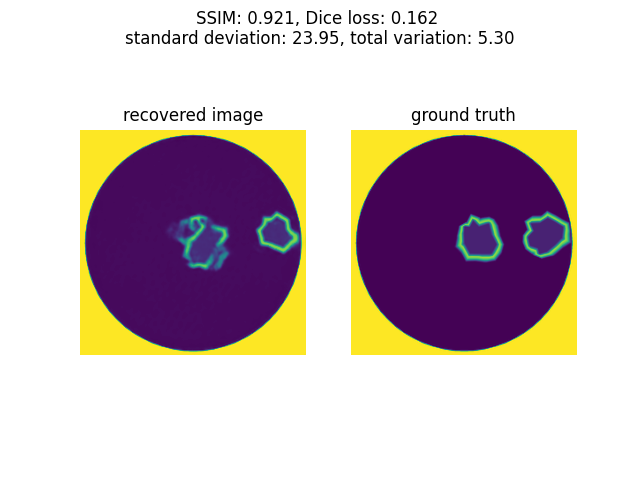 SSIM: 0.921, Dice loss: 0.162
standard deviation: 23.95, total variation: 5.30
recovered image
ground truth